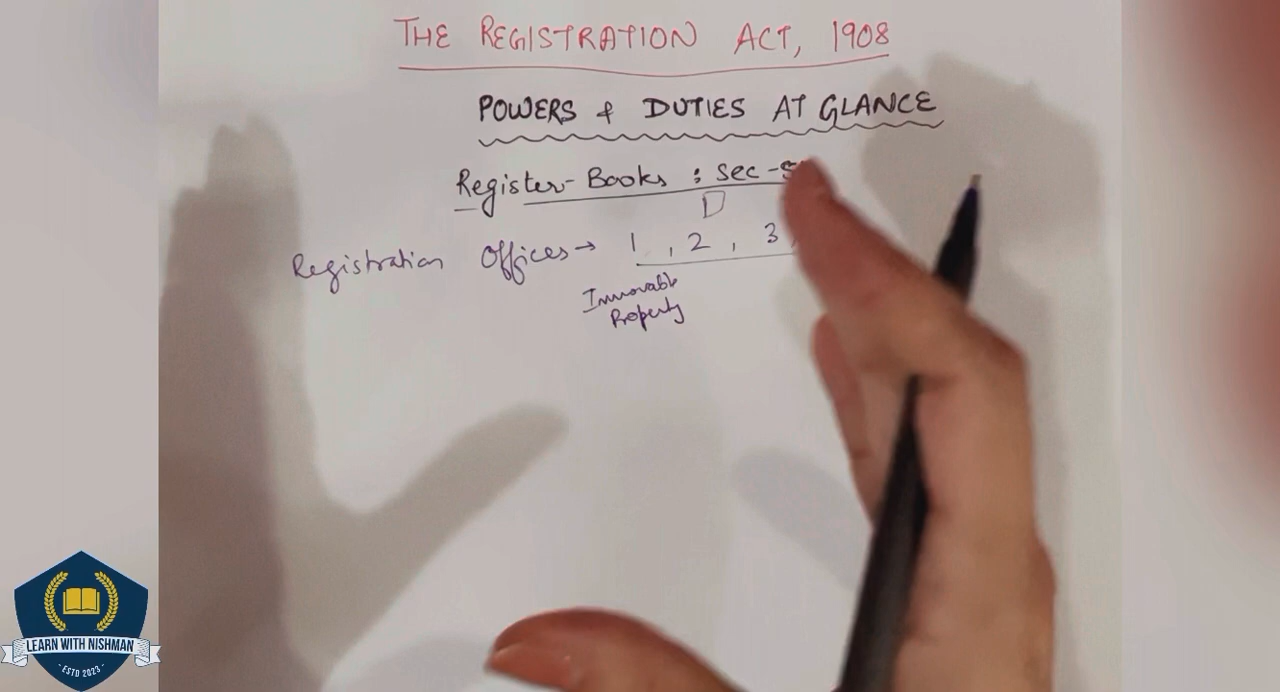 THE REGISTRATION ACT, 1908
POWERS & DUTIES AT GLANCE
Register-Books : Sec-5
Registration Offices → 1 , 2 , 3,
Immovable
Property
LEARN WITH NISHMAN
ESTD 2023